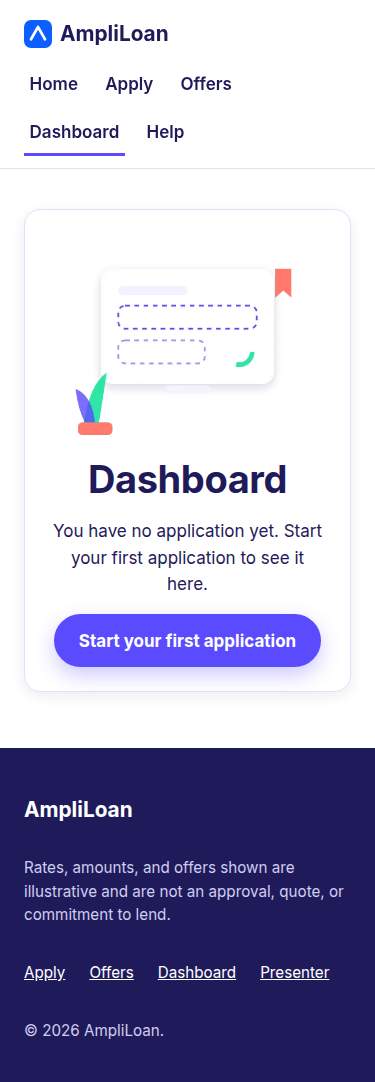 AmpliLoan
Home Apply Offers
Dashboard Help
Dashboard
You have no application yet. Start
your first application to see it
here.
Start your first application
AmpliLoan
Rates, amounts, and offers shown are
illustrative and are not an approval, quote, or
commitment to lend.
Apply Offers Dashboard Presenter
© 2026 AmpliLoan.